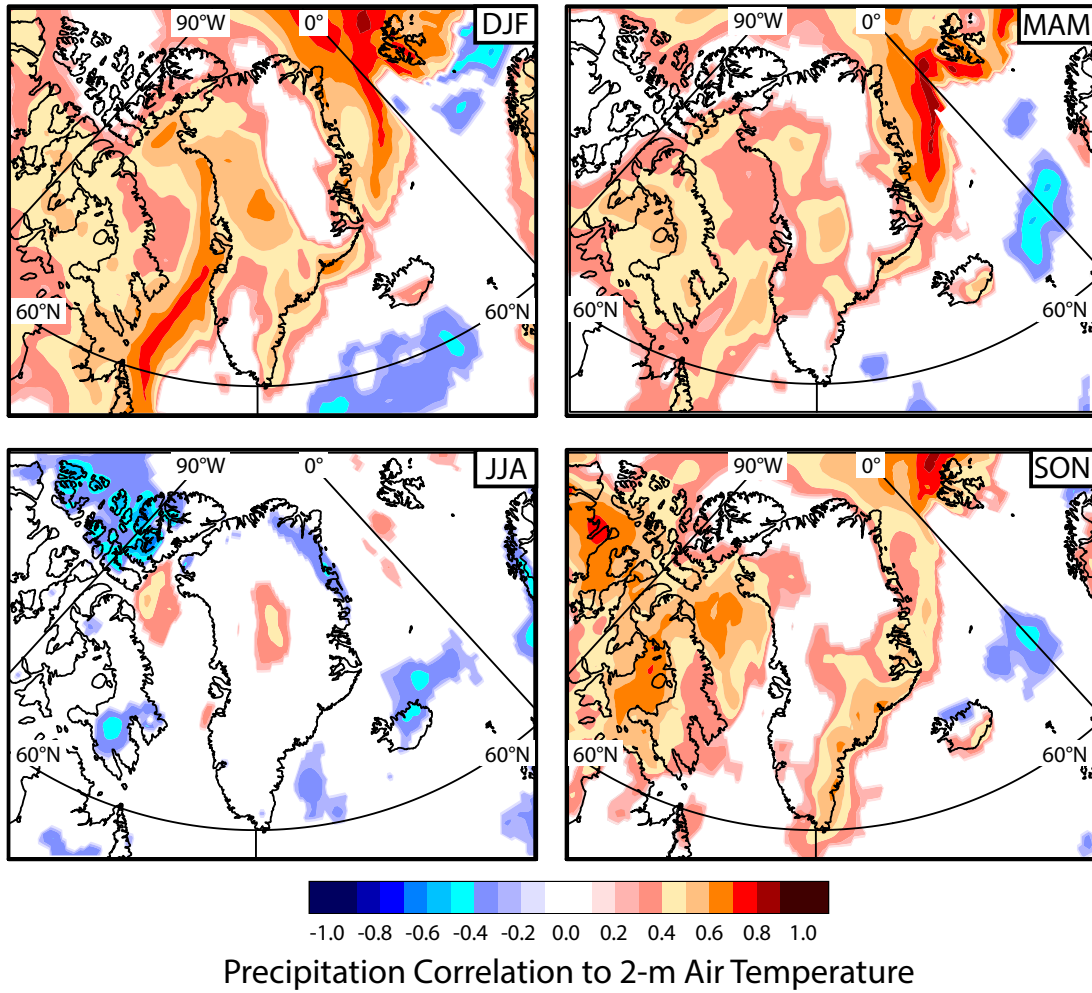 90°W 0° DJF
60°N 60°N
90°W 0° MAM
60°N 60°N
90°W 0° JJA
60°N 60°N
90°W 0° SON
60°N 60°N
-1.0 -0.8 -0.6 -0.4 -0.2 0.0 0.2 0.4 0.6 0.8 1.0
Precipitation Correlation to 2-m Air Temperature